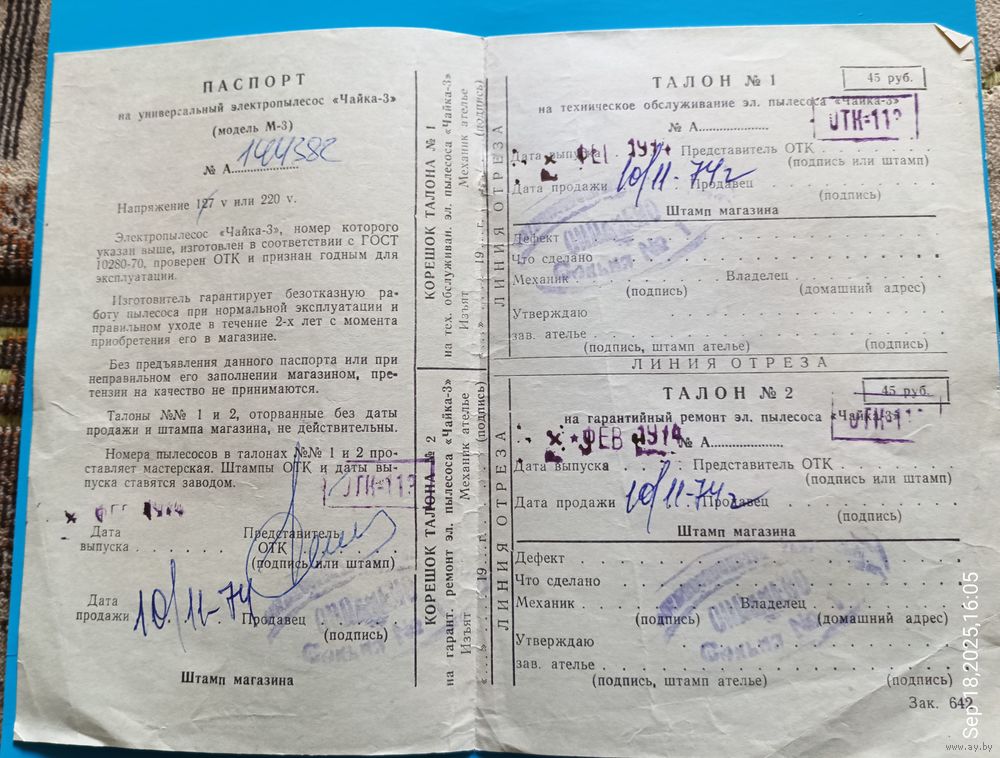 ПАСПОРТ
на универсальный электропылесос «Чайка-3»
(модель М-3)
№ А 144382
Напряжение 127 v или 220 v.
Электропылесос «Чайка-3», номер которого
указан выше, изготовлен в соответствии с ГОСТ
10280-70, проверен ОТК и признан годным для
эксплуатации.
Изготовитель гарантирует безотказную ра-
боту пылесоса при нормальной эксплуатации и
правильном уходе в течение 2-х лет с момента
приобретения его в магазине.
Без предъявления данного паспорта или при
неправильном его заполнении магазином, пре-
тензии на качество не принимаются.
Талоны №№ 1 и 2, оторванные без даты
продажи и штампа магазина, не действительны.
Номера пылесосов в талонах №№ 1 и 2 про-
ставляет мастерская. Штампы ОТК и даты вы-
пуска ставятся заводом.
ОТК-11
ФЕВ 1974
Дата
выпуска
Представитель
ОТК
(подпись или штамп)
Дата
продажи 10/11-74
Продавец
(подпись)
Штамп магазина
КОРЕШОК ТАЛОНА № 1
на тех. обслуживан. эл. пылесоса «Чайка-3»
Изъят Механик ателье
«...» 19...г. (подпись)
ЛИНИЯ ОТРЕЗА
КОРЕШОК ТАЛОНА № 2
на гарант. ремонт эл. пылесоса «Чайка-3»
Изъят Механик ателье
«...» 19...г. (подпись)
ЛИНИЯ ОТРЕЗА
ТАЛОН № 1
45 руб.
на техническое обслуживание эл. пылесоса «Чайка-3»
№ А
ОТК-11
Дата выпуска ФЕВ 1974 Представитель ОТК
(подпись или штамп)
Дата продажи 10/11-74г Продавец
(подпись)
Штамп магазина
Секция № 1
Дефект
Что сделано
Механик Владелец
(подпись) (домашний адрес)
Утверждаю
зав. ателье
(подпись, штамп ателье) (подпись)
ЛИНИЯ ОТРЕЗА
ТАЛОН № 2
45 руб.
на гарантийный ремонт эл. пылесоса «Чайка-3»
ОТК-11
ФЕВ 1974 № А
Дата выпуска Представитель ОТК
(подпись или штамп)
Дата продажи 10/11-74г Продавец
(подпись)
Штамп магазина
Дефект
Что сделано
Механик Владелец
(подпись) (домашний адрес)
Утверждаю
зав. ателье
(подпись, штамп ателье) (подпись)
Зак. 642
Sep 18,2025,16:05
www.ay.by